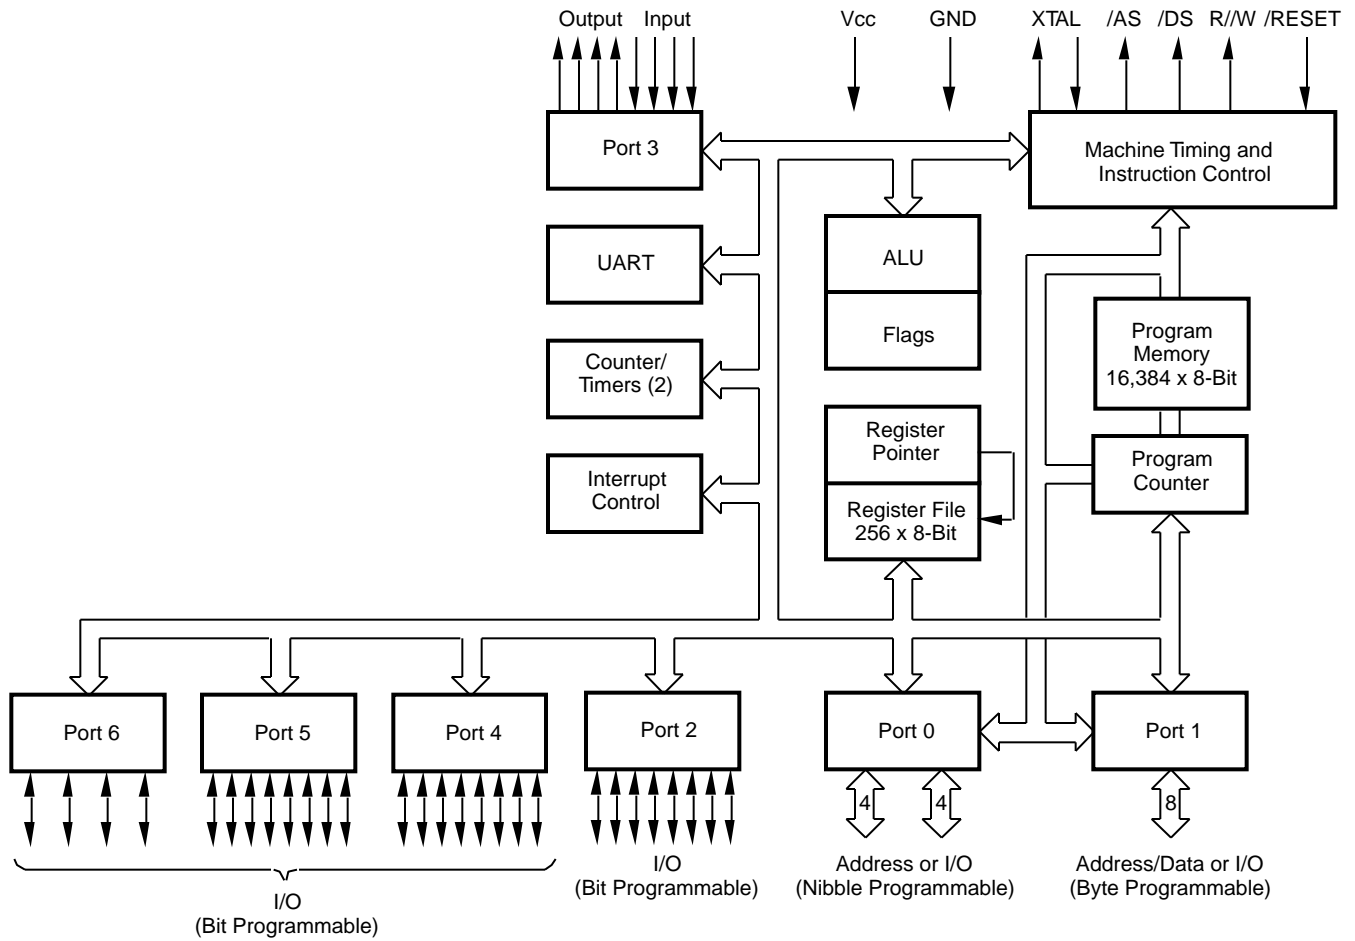 Output Input Vcc GND XTAL /AS /DS R//W /RESET
Port 3
Machine Timing and
Instruction Control
UART
ALU
Flags
Counter/
Timers (2)
Program
Memory
16,384 x 8-Bit
Register
Pointer
Program
Counter
Interrupt
Control
Register File
256 x 8-Bit
Port 6
Port 5
Port 4
Port 2
Port 0
Port 1
4
4
8
I/O
(Bit Programmable)
Address or I/O
(Nibble Programmable)
Address/Data or I/O
(Byte Programmable)
I/O
(Bit Programmable)